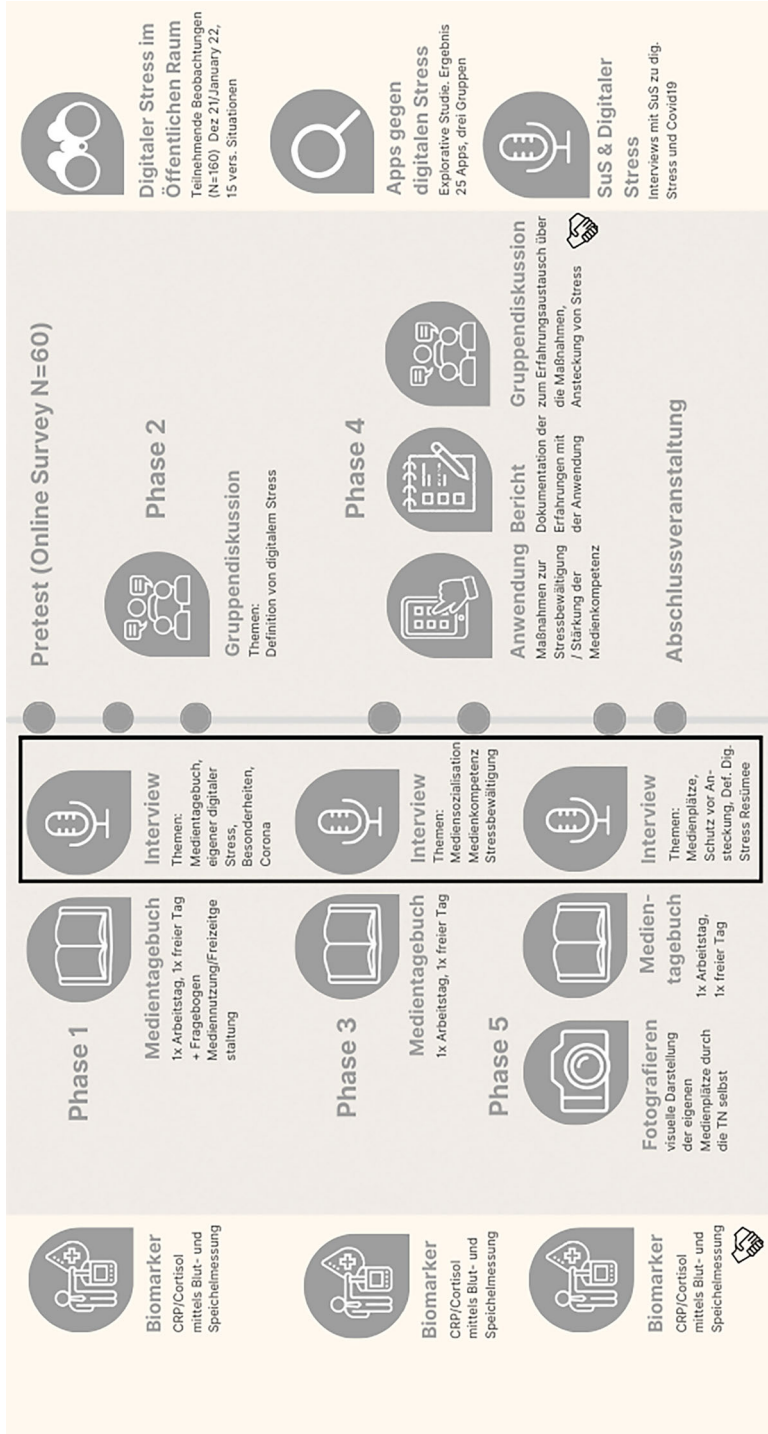 Pretest (Online Survey N=60)
Phase 1
Biomarker
CRP/Cortisol
mittels Blut- und
Speichelmessung
Medientagebuch
1x Arbeitstag, 1x freier Tag
+ Fragebogen
Mediennutzung/Freizeitge
staltung
Interview
Themen:
Medientagebuch,
eigener digitaler
Stress,
Besonderheiten,
Corona
Phase 2
Gruppendiskussion
Themen:
Definition von digitalem Stress
Digitaler Stress im
Öffentlichen Raum
Teilnehmende Beobachtungen
(N=160) Dez 21/January 22,
15 vers. Situationen
Phase 3
Biomarker
CRP/Cortisol
mittels Blut- und
Speichelmessung
Medientagebuch
1x Arbeitstag, 1x freier Tag
Interview
Themen:
Mediensozialisation
Medienkompetenz
Stressbewältigung
Phase 4
Anwendung
Maßnahmen zur
Stressbewältigung
/ Stärkung der
Medienkompetenz
Bericht
Dokumentation der
Erfahrungen mit
der Anwendung
Gruppendiskussion
zum Erfahrungsaustausch über
die Maßnahmen,
Ansteckung von Stress
Apps gegen
digitalen Stress
Explorative Studie. Ergebnis
25 Apps, drei Gruppen
Phase 5
Biomarker
CRP/Cortisol
mittels Blut- und
Speichelmessung
Fotografieren
visuelle Darstellung
der eigenen
Medienplätze durch
die TN selbst
Medien-
tagebuch
1x Arbeitstag,
1x freier Tag
Interview
Themen:
Medienplätze,
Schutz vor An-
steckung, Def. Dig.
Stress Resümee
Abschlussveranstaltung
SuS & Digitaler
Stress
Interviews mit SuS zu dig.
Stress und Covid19